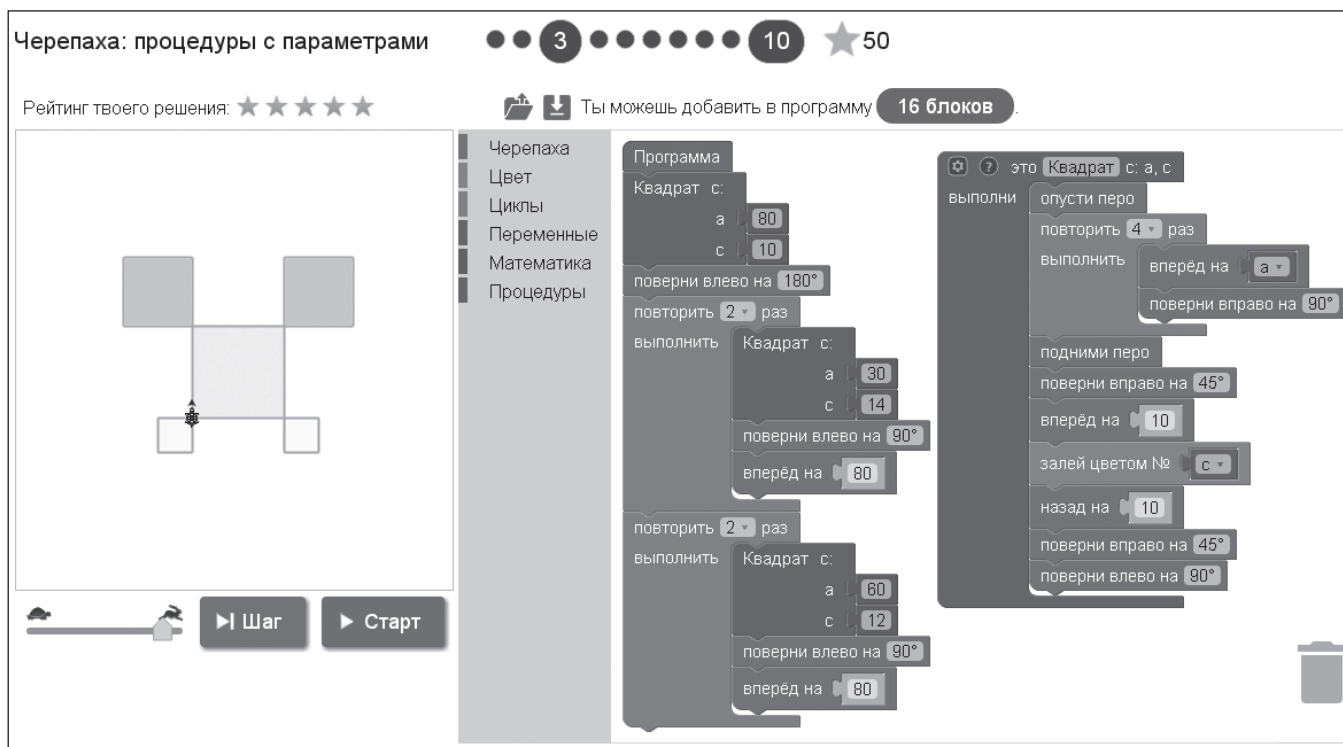 Черепаха: процедуры с параметрами
3
10
50
Рейтинг твоего решения:
Ты можешь добавить в программу 16 блоков.
Черепаха
Цвет
Циклы
Переменные
Математика
Процедуры
Программа
Квадрат с:
a 80
c 10
поверни влево на 180°
повторить 2 раз
выполнить
Квадрат с:
a 30
c 14
поверни влево на 90°
вперёд на 80
повторить 2 раз
выполнить
Квадрат с:
a 60
c 12
поверни влево на 90°
вперёд на 80
? это Квадрат с: a, c
выполни
опусти перо
повторить 4 раз
выполнить
вперёд на a
поверни вправо на 90°
подними перо
поверни вправо на 45°
вперёд на 10
залей цветом № c
назад на 10
поверни вправо на 45°
поверни влево на 90°
Шаг
Старт